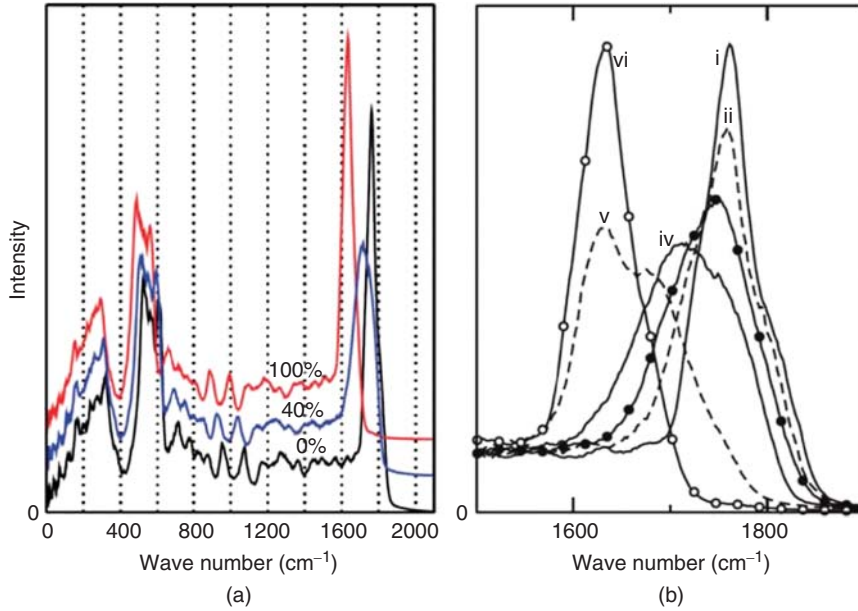 Intensity
100%
40%
0%
0
0 400 800 1200 1600 2000
Wave number (cm⁻¹)
(a)
vi
i
ii
v
iv
0
1600 1800
Wave number (cm⁻¹)
(b)